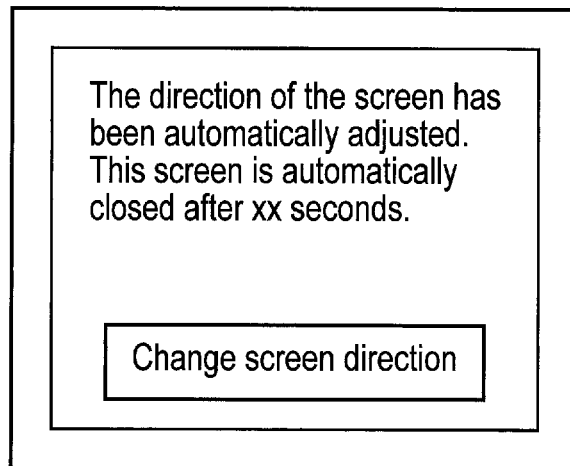 The direction of the screen has
been automatically adjusted.
This screen is automatically
closed after xx seconds.
Change screen direction